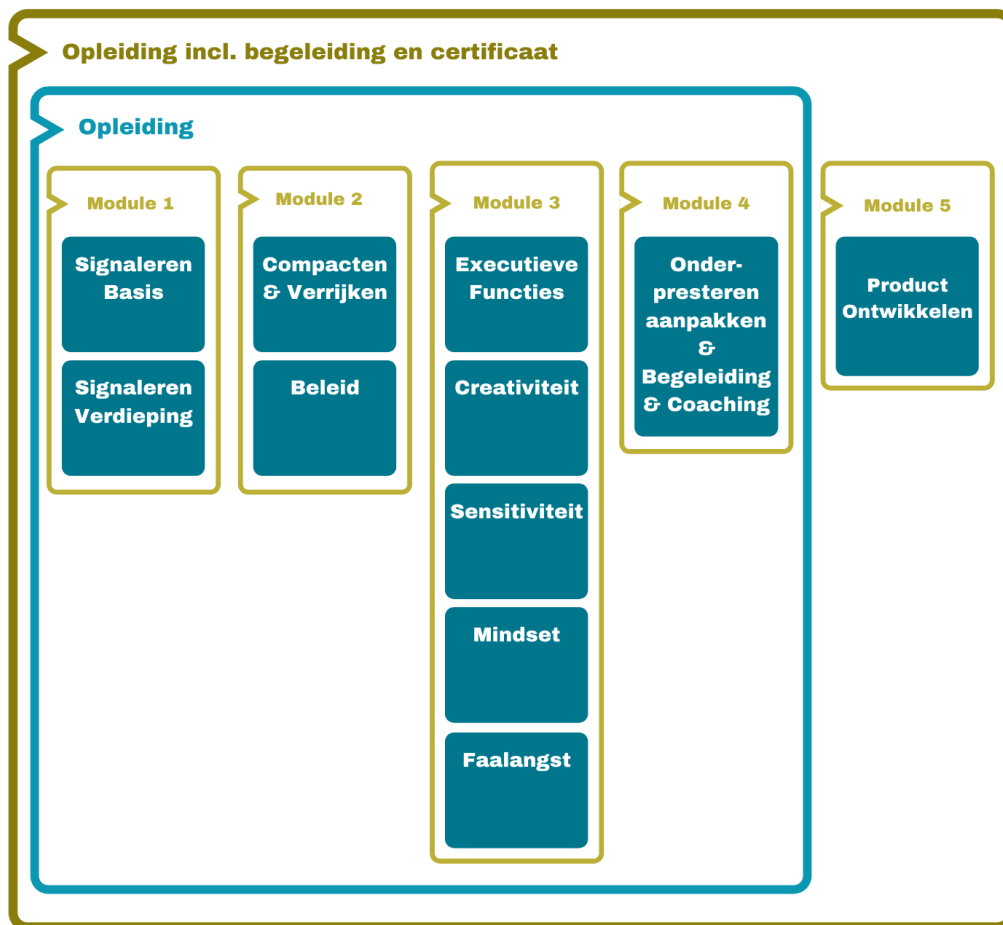 Opleiding incl. begeleiding en certificaat
Opleiding
Module 1
Signaleren
Basis
Signaleren
Verdieping
Module 2
Compacten
& Verrijken
Beleid
Module 3
Executieve
Functies
Creativiteit
Sensitiviteit
Mindset
Faalangst
Module 4
Onder-
presteren
aanpakken
&
Begeleiding
& Coaching
Module 5
Product
Ontwikkelen